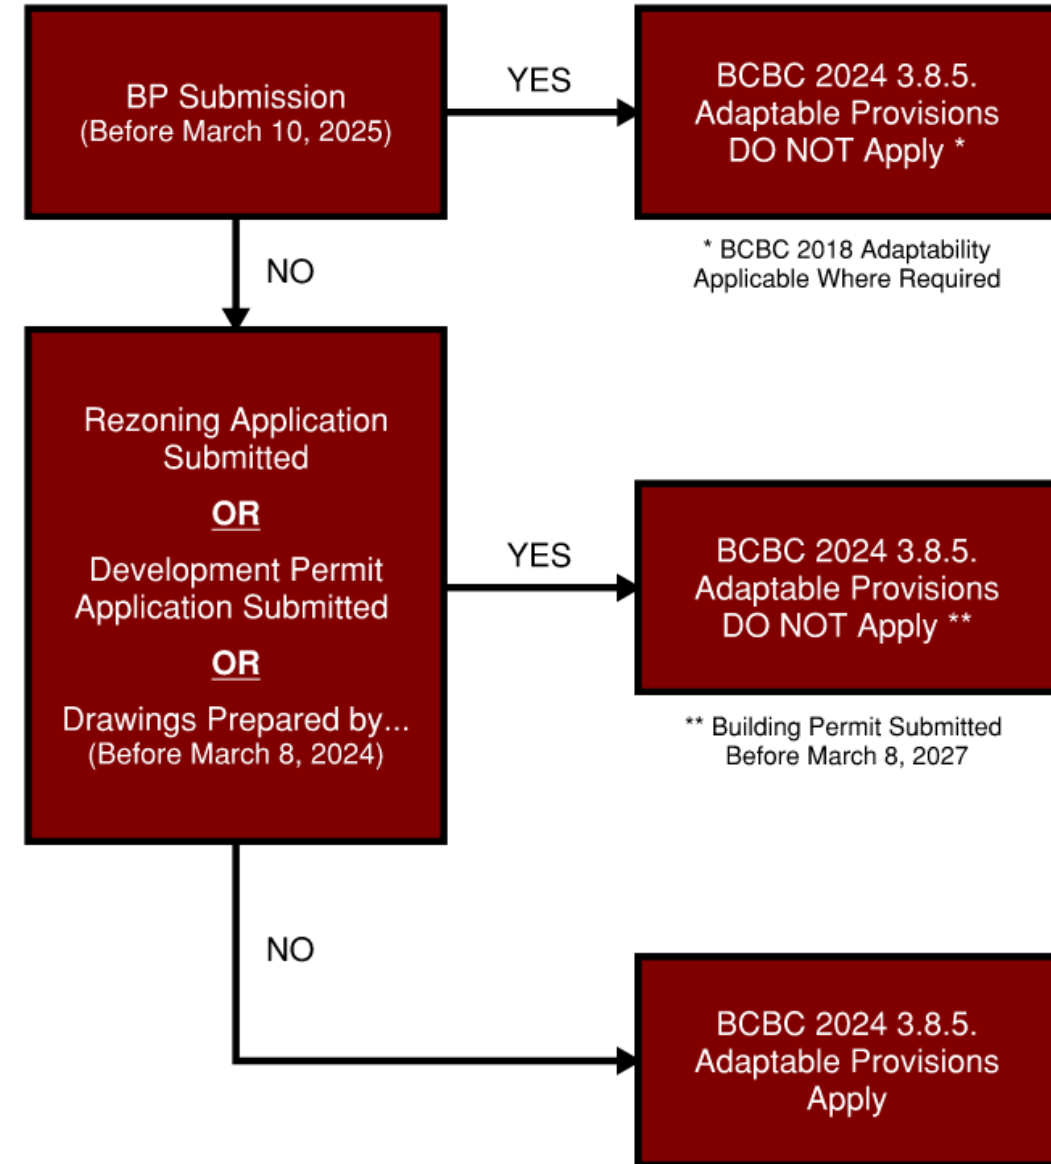 BP Submission
(Before March 10, 2025)
YES
BCBC 2024 3.8.5.
Adaptable Provisions
DO NOT Apply *
* BCBC 2018 Adaptability
Applicable Where Required
NO
Rezoning Application
Submitted
OR
Development Permit
Application Submitted
OR
Drawings Prepared by...
(Before March 8, 2024)
YES
BCBC 2024 3.8.5.
Adaptable Provisions
DO NOT Apply **
** Building Permit Submitted
Before March 8, 2027
NO
BCBC 2024 3.8.5.
Adaptable Provisions
Apply